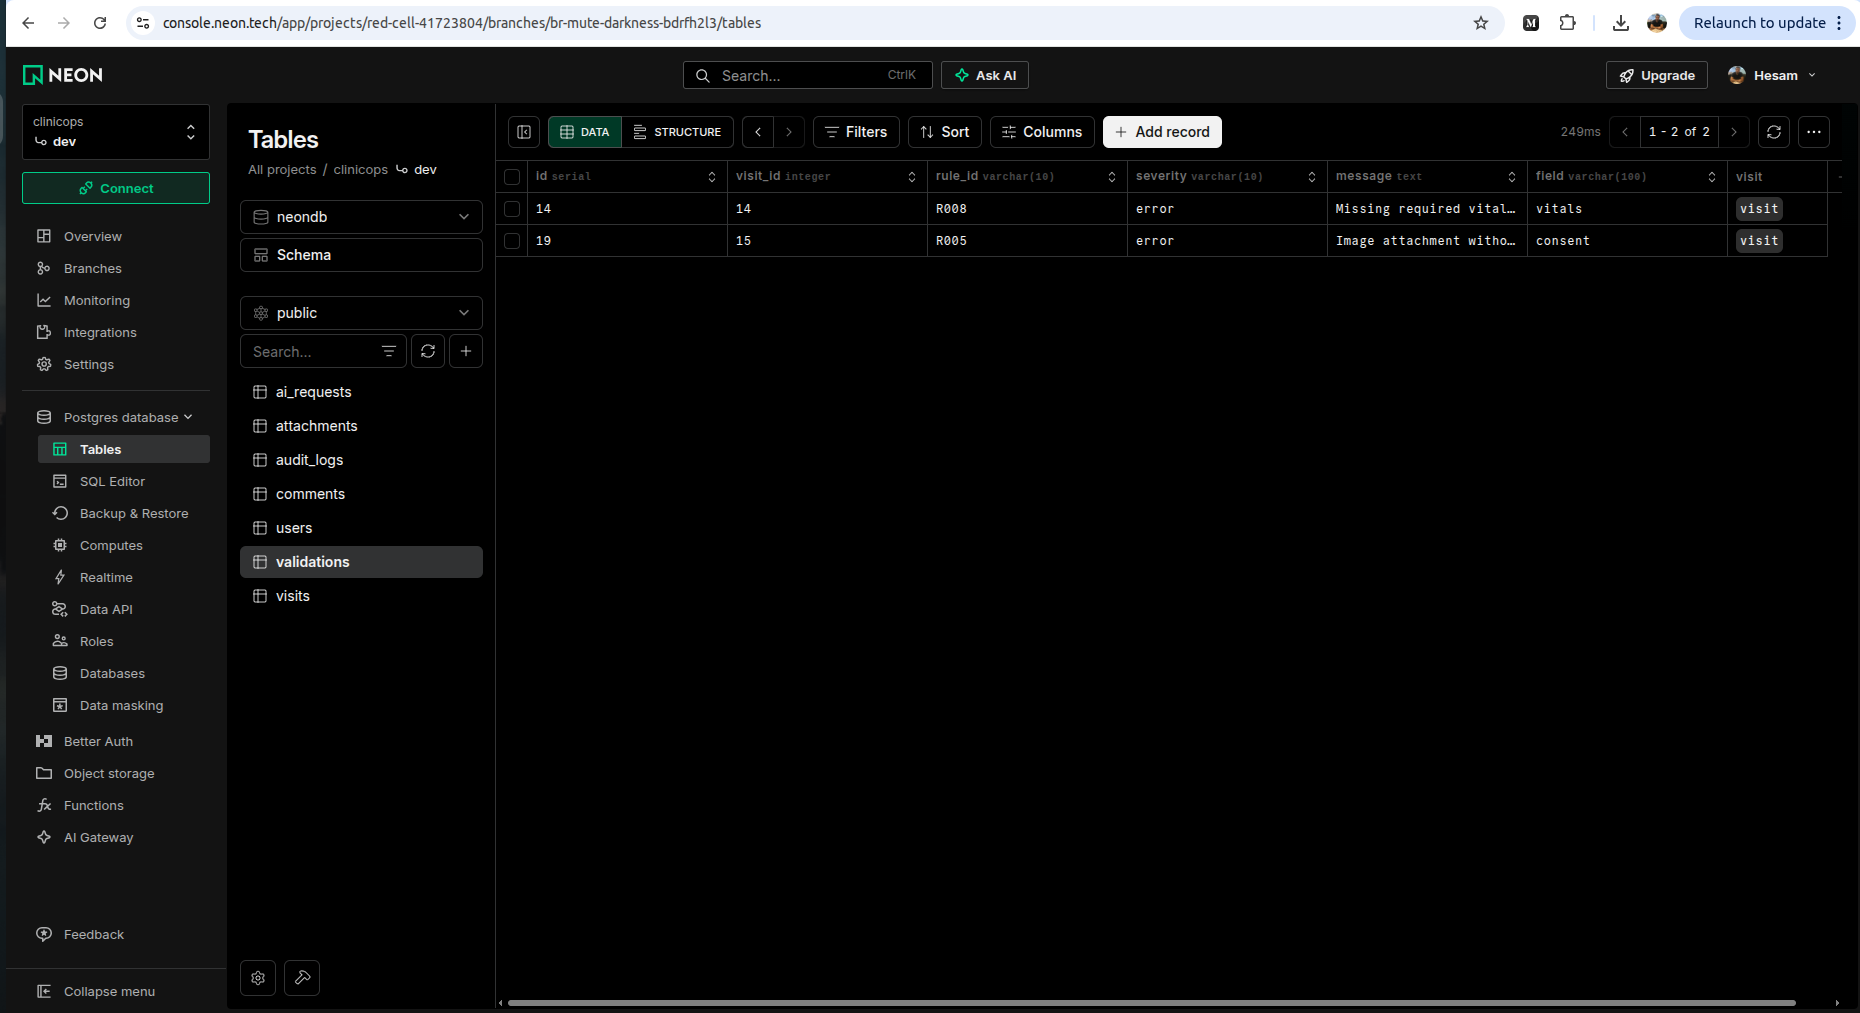 console.neon.tech/app/projects/red-cell-41723804/branches/br-mute-darkness-bdrfh2l3/tables
M
Relaunch to update
NEON
Search...
CtrlK
Ask AI
Upgrade
Hesam
clinicops
dev
Connect
Overview
Branches
Monitoring
Integrations
Settings
Postgres database
Tables
SQL Editor
Backup & Restore
Computes
Realtime
Data API
Roles
Databases
Data masking
Better Auth
Object storage
Functions
AI Gateway
Feedback
Collapse menu
Tables
All projects / clinicops dev
neondb
Schema
public
Search...
ai_requests
attachments
audit_logs
comments
users
validations
visits
DATA
STRUCTURE
Filters
Sort
Columns
Add record
249ms
1 - 2 of 2
id serial visit_id integer rule_id varchar(10) severity varchar(10) message text field varchar(100) visit
14 14 R008 error Missing required vital… vitals visit
19 15 R005 error Image attachment witho… consent visit